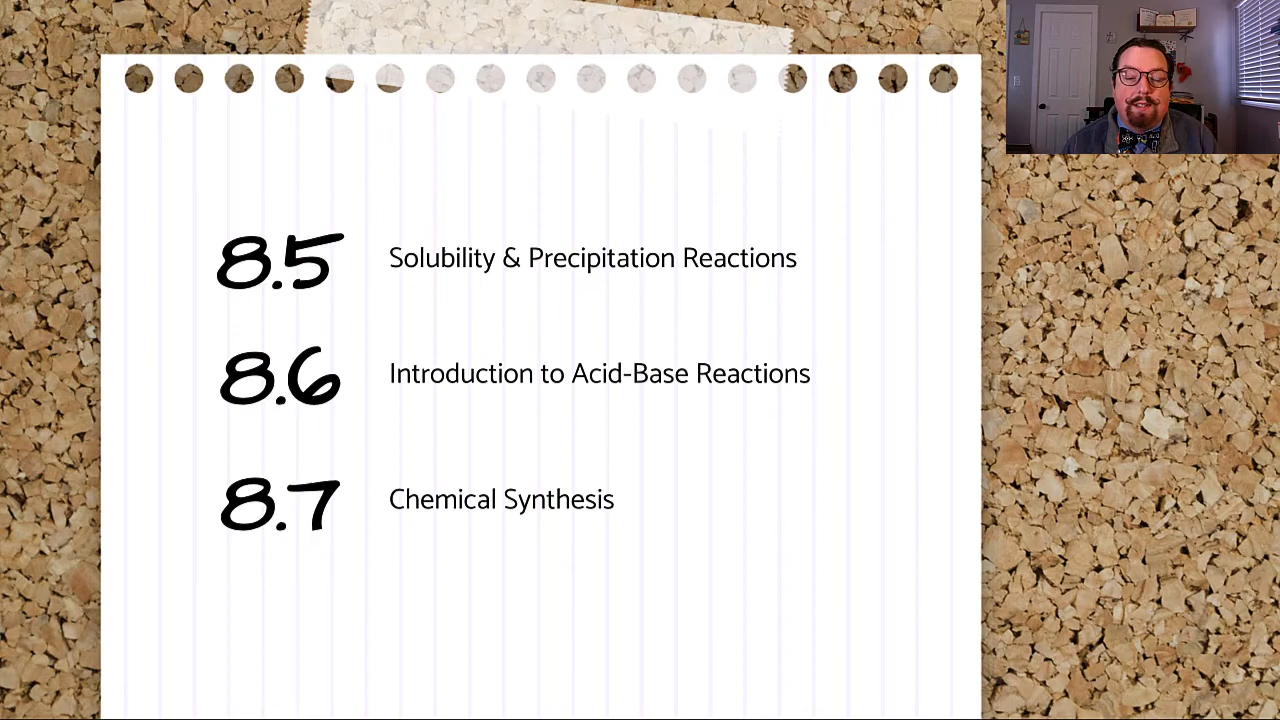 8.5 Solubility & Precipitation Reactions
8.6 Introduction to Acid-Base Reactions
8.7 Chemical Synthesis